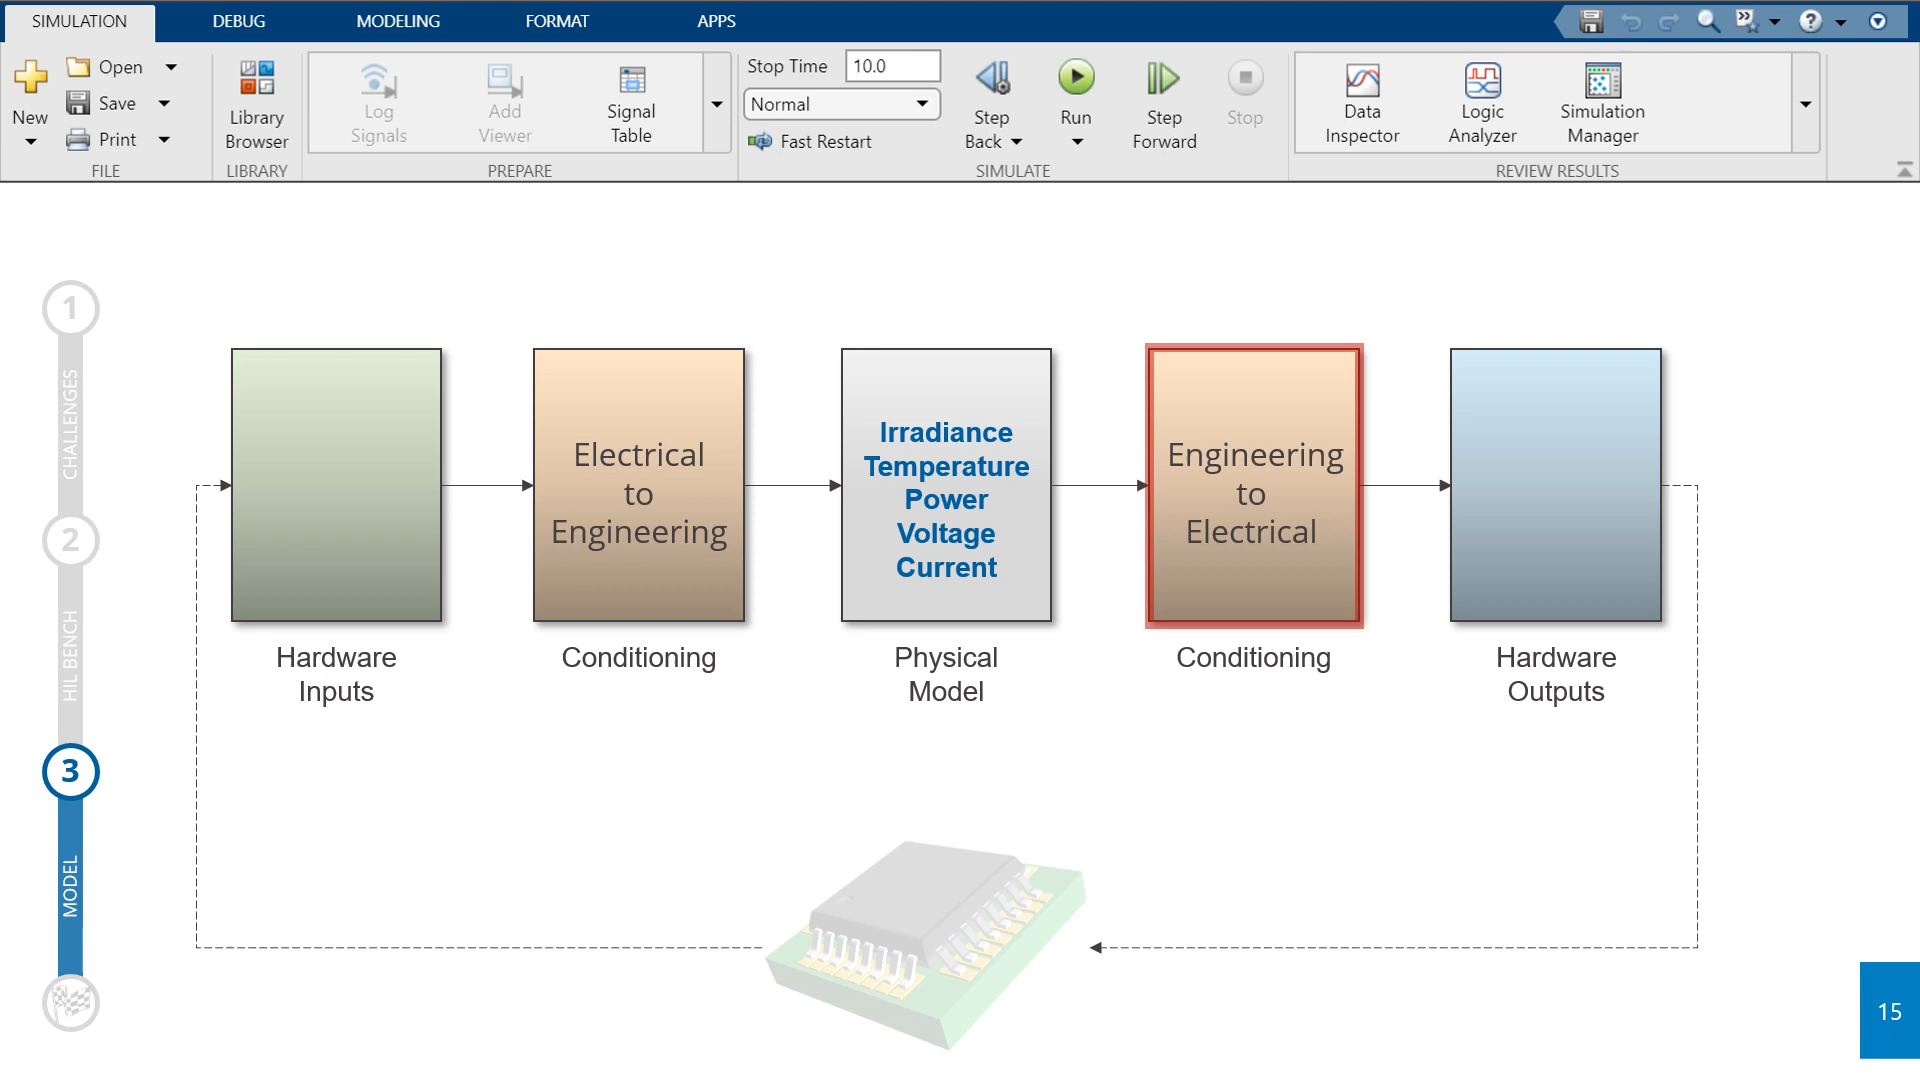 SIMULATION DEBUG MODELING FORMAT APPS
New
Open
Save
Print
FILE
Library
Browser
LIBRARY
Log
Signals
Add
Viewer
Signal
Table
PREPARE
Stop Time 10.0
Normal
Fast Restart
Step
Back
Run
Step
Forward
Stop
SIMULATE
Data
Inspector
Logic
Analyzer
Simulation
Manager
REVIEW RESULTS
1
CHALLENGES
2
HIL BENCH
3
MODEL
Hardware
Inputs
Electrical
to
Engineering
Conditioning
Irradiance
Temperature
Power
Voltage
Current
Physical
Model
Engineering
to
Electrical
Conditioning
Hardware
Outputs
15